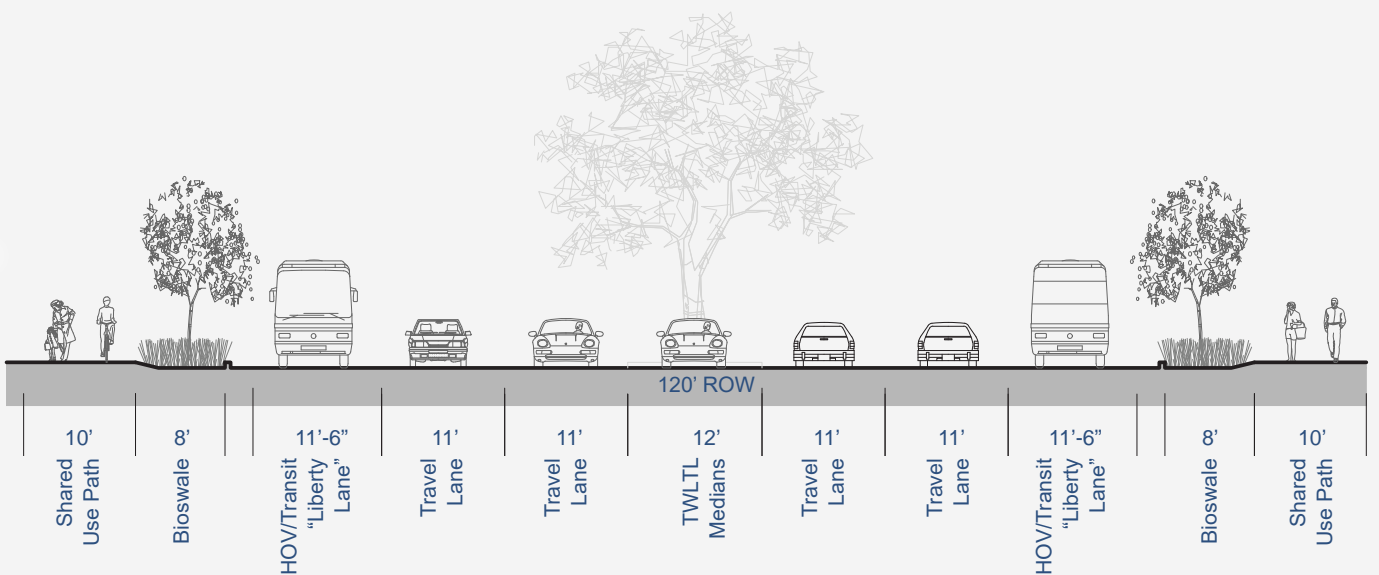 120’ ROW
10’
8’
11’-6”
11’
11’
12’
11’
11’
11’-6”
8’
10’
Shared
Use Path
Bioswale
HOV/Transit
“Liberty
Lane”
Travel
Lane
Travel
Lane
TWLTL
Medians
Travel
Lane
Travel
Lane
HOV/Transit
“Liberty
Lane”
Bioswale
Shared
Use Path